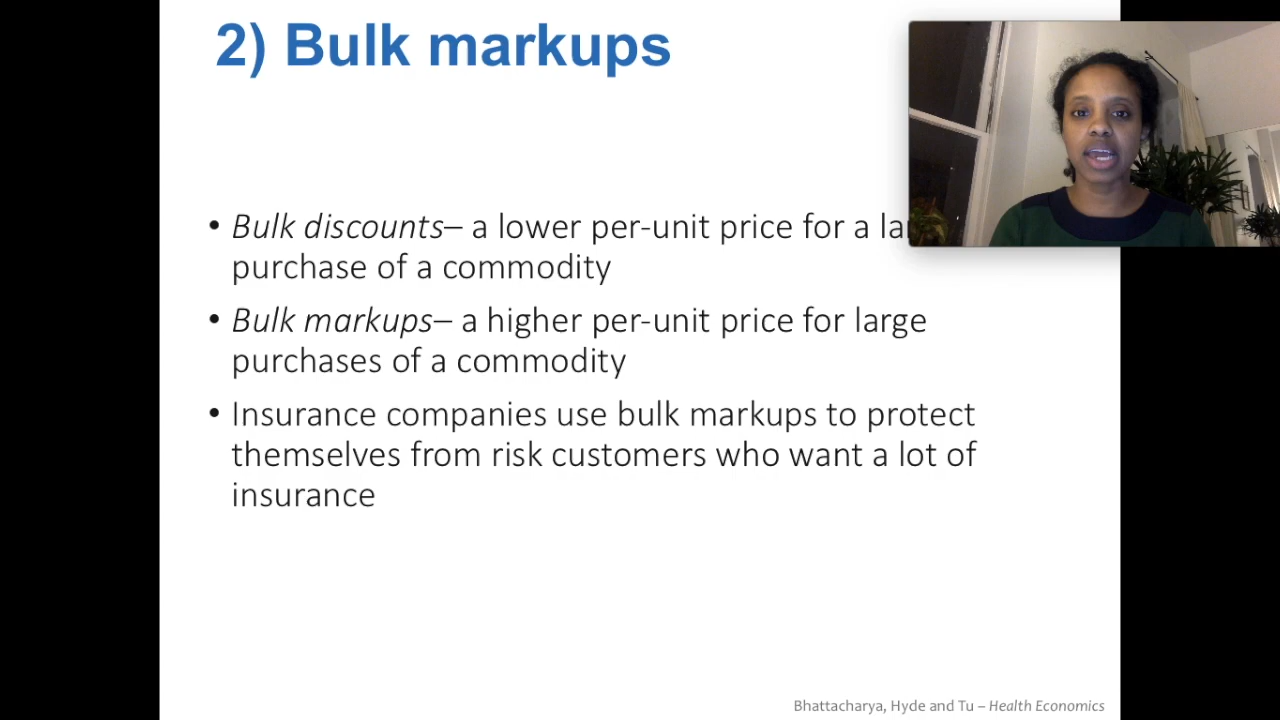 2) Bulk markups
• Bulk discounts– a lower per-unit price for a
purchase of a commodity
• Bulk markups– a higher per-unit price for large
purchases of a commodity
• Insurance companies use bulk markups to protect
themselves from risk customers who want a lot of
insurance
Bhattacharya, Hyde and Tu – Health Economics